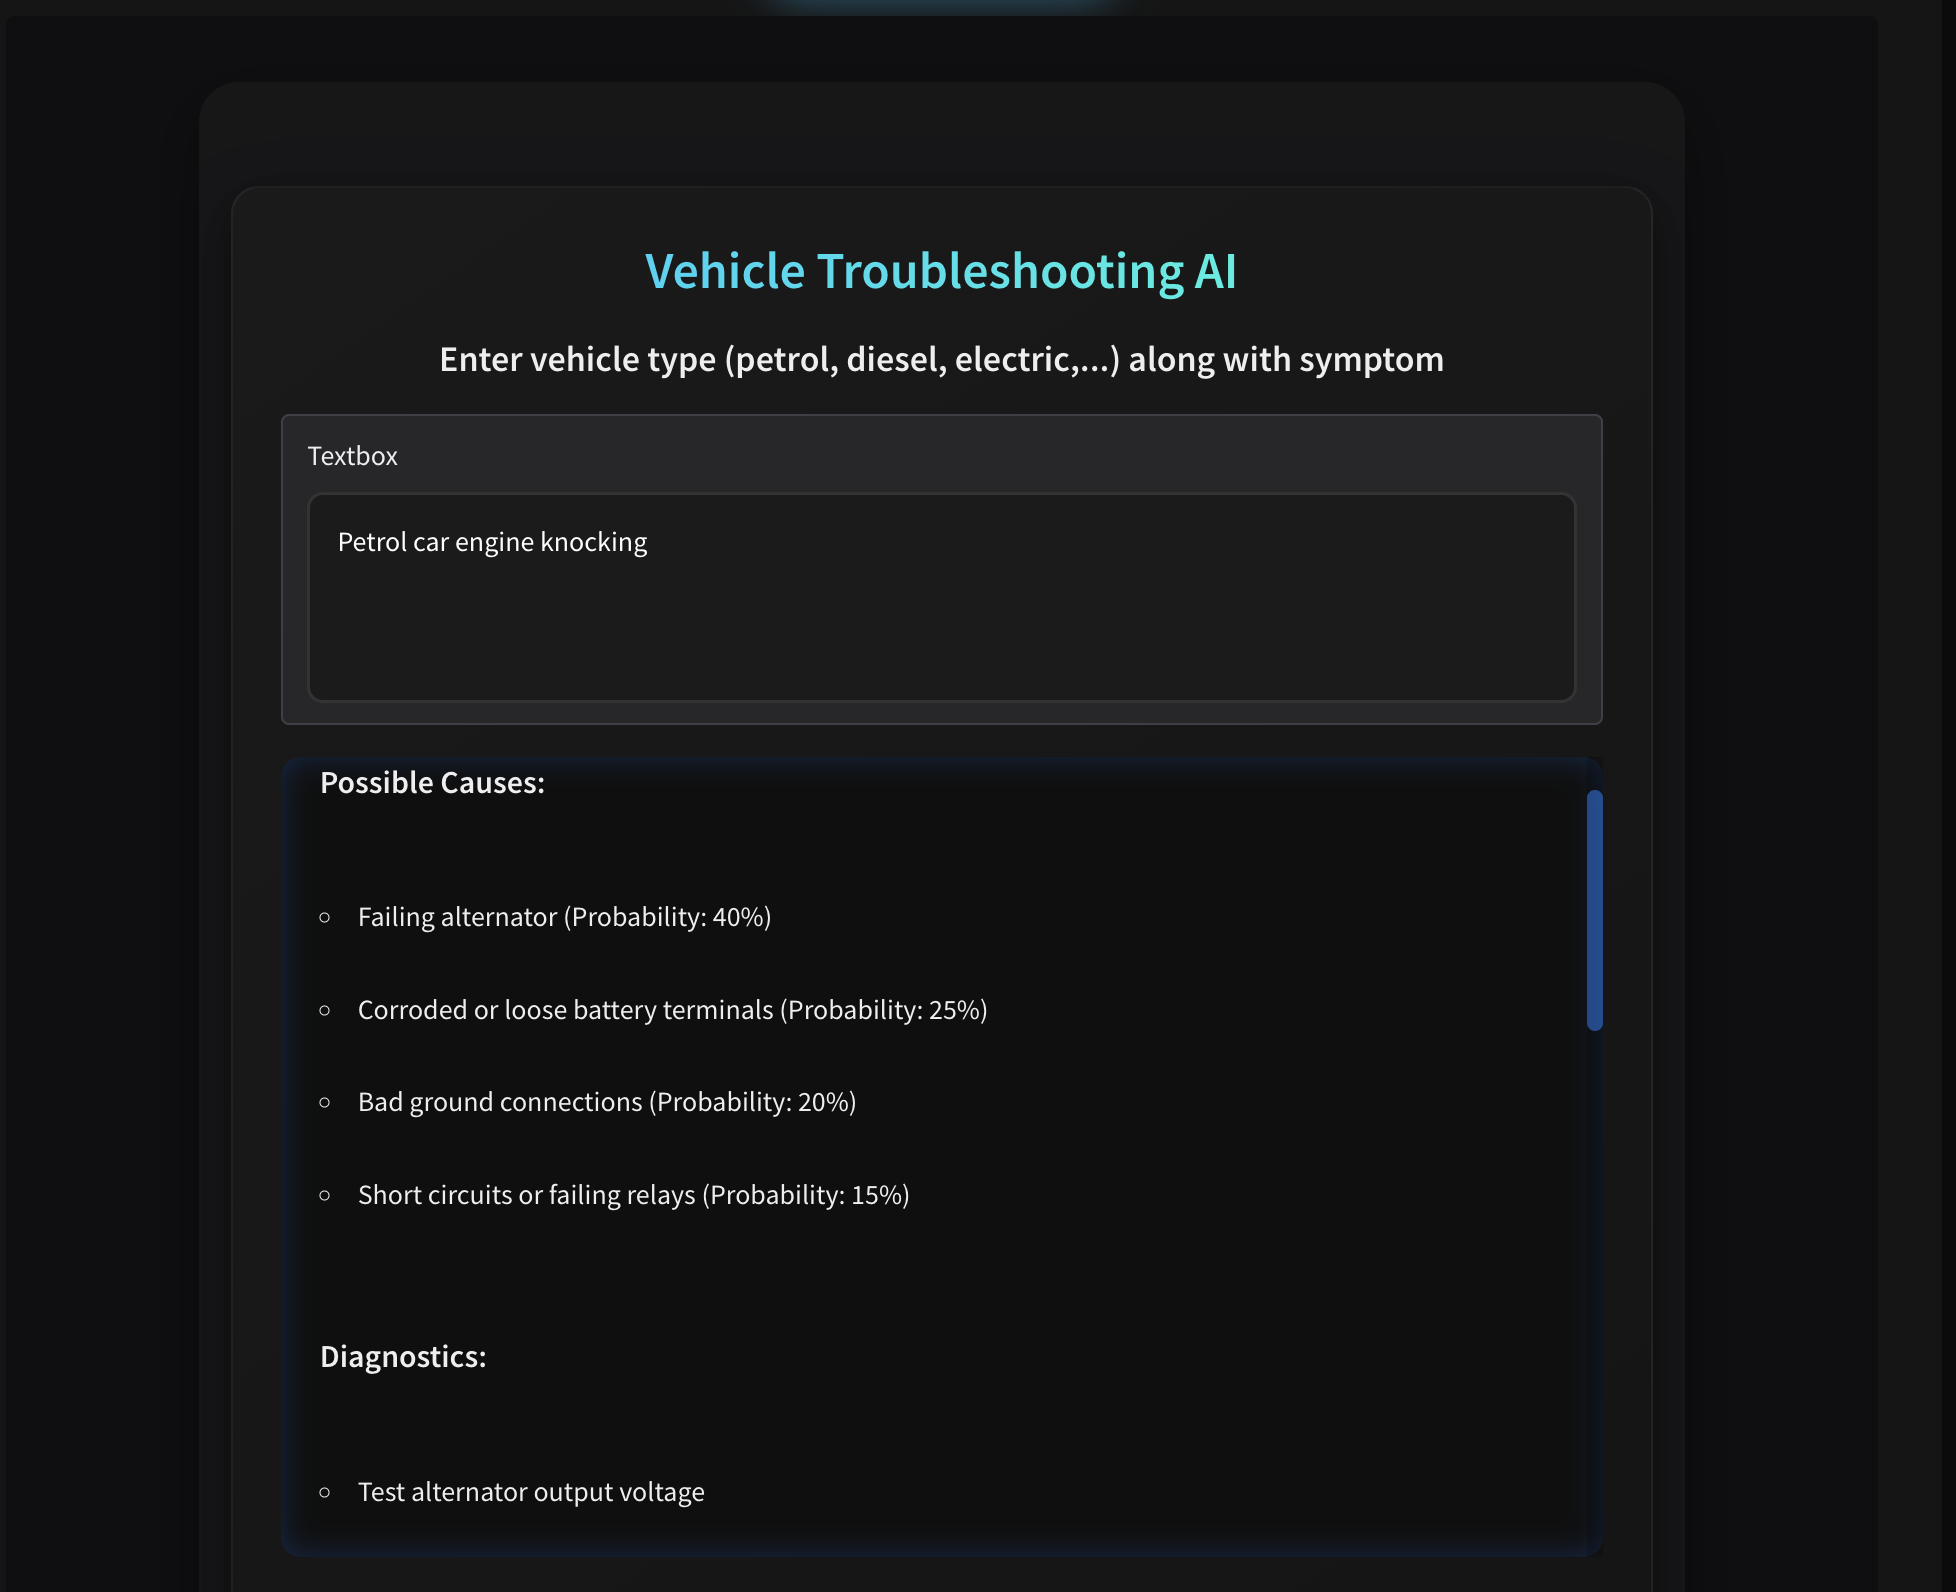 Vehicle Troubleshooting AI
Enter vehicle type (petrol, diesel, electric,...) along with symptom
Textbox
Petrol car engine knocking
Possible Causes:
Failing alternator (Probability: 40%)
Corroded or loose battery terminals (Probability: 25%)
Bad ground connections (Probability: 20%)
Short circuits or failing relays (Probability: 15%)
Diagnostics:
Test alternator output voltage